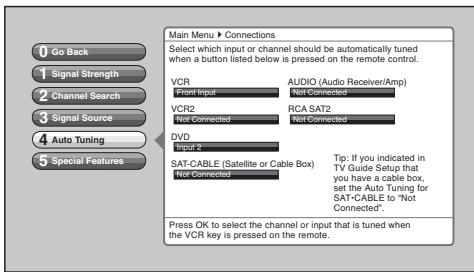 Main Menu ▶ Connections
0 Go Back
1 Signal Strength
2 Channel Search
3 Signal Source
4 Auto Tuning
5 Special Features
Select which input or channel should be automatically tuned
when a button listed below is pressed on the remote control.
VCR
Front Input
VCR2
Not Connected
DVD
Input 2
SAT-CABLE (Satellite or Cable Box)
Not Connected
AUDIO (Audio Receiver/Amp)
Not Connected
RCA SAT2
Not Connected
Tip: If you indicated in
TV Guide Setup that
you have a cable box,
set the Auto Tuning for
SAT•CABLE to “Not
Connected”.
Press OK to select the channel or input that is tuned when
the VCR key is pressed on the remote.